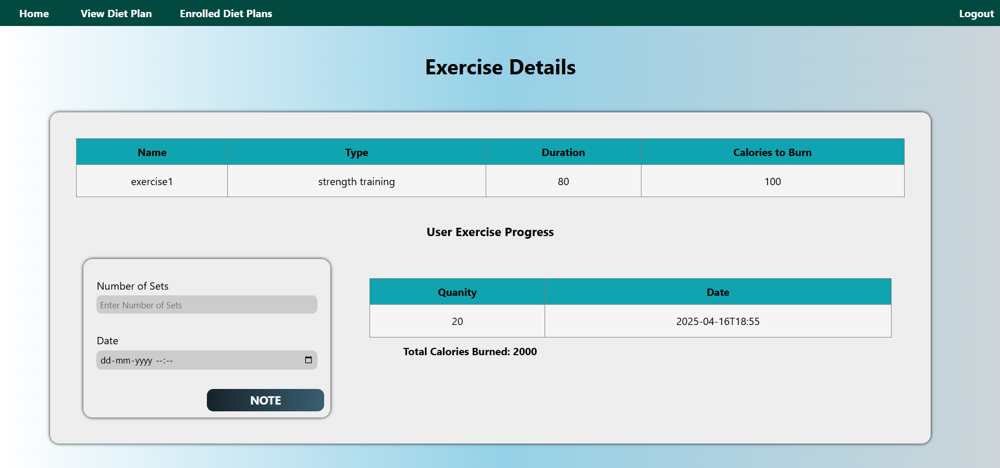 Home View Diet Plan Enrolled Diet Plans Logout
Exercise Details
Name Type Duration Calories to Burn
exercise1 strength training 80 100
User Exercise Progress
Number of Sets
Enter Number of Sets
Date
dd-mm-yyyy --:--
NOTE
Quanity Date
20 2025-04-16T18:55
Total Calories Burned: 2000